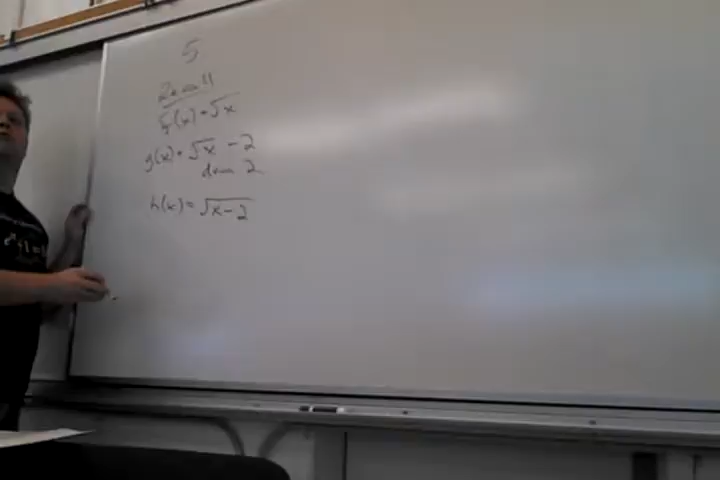 5
Recall
f(x) = √x
g(x) = √x - 2
down 2
h(x) = √x-2